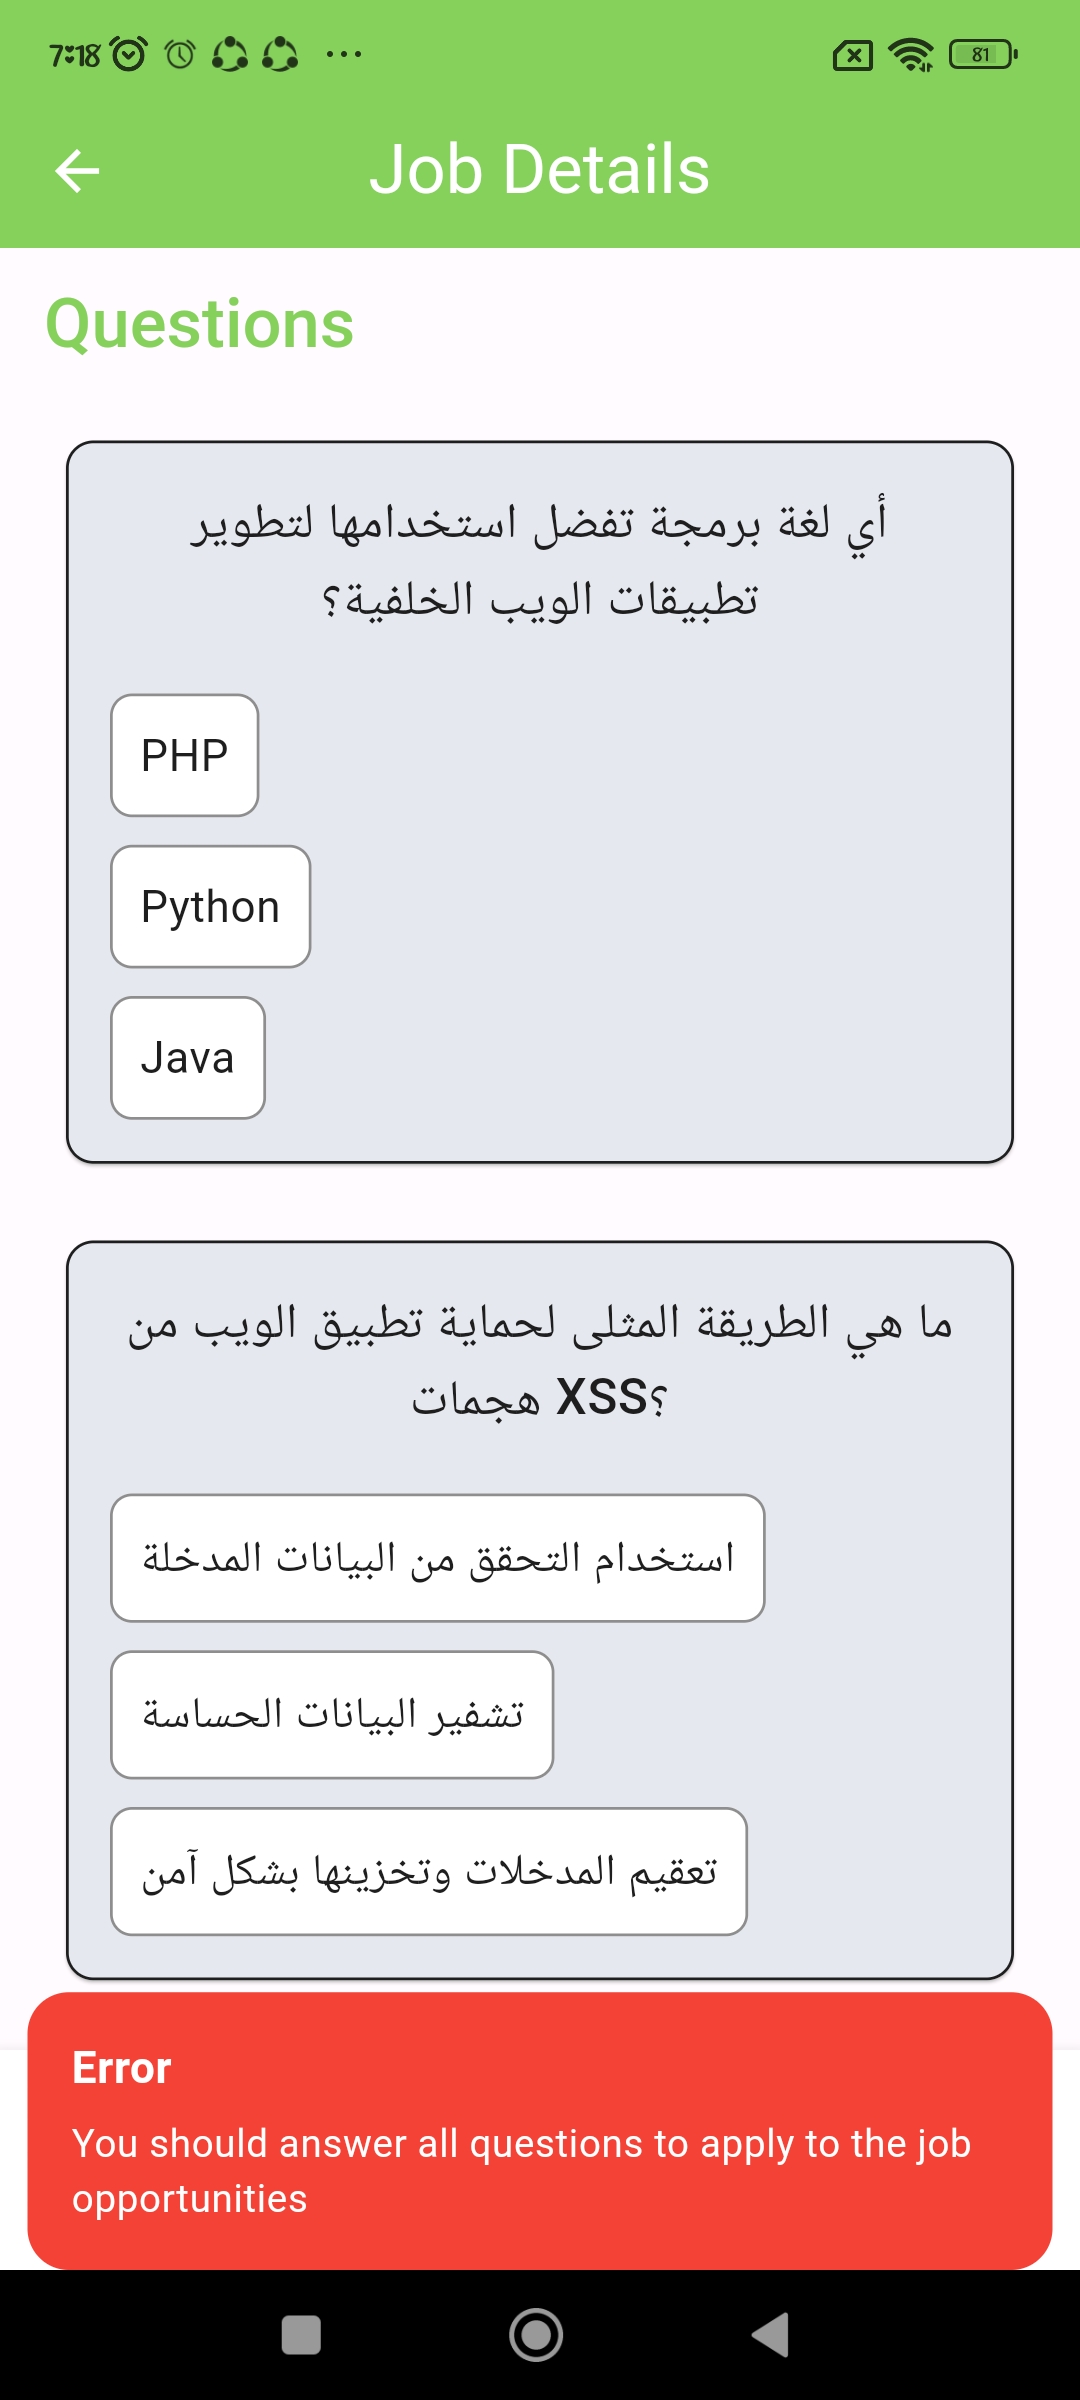 7:18
81
Job Details
Questions
أي لغة برمجة تفضل استخدامها لتطوير
تطبيقات الويب الخلفية؟
PHP
Python
Java
ما هي الطريقة المثلى لحماية تطبيق الويب من
هجمات XSS؟
استخدام التحقق من البيانات المدخلة
تشفير البيانات الحساسة
تعقيم المدخلات وتخزينها بشكل آمن
Error
You should answer all questions to apply to the job
opportunities